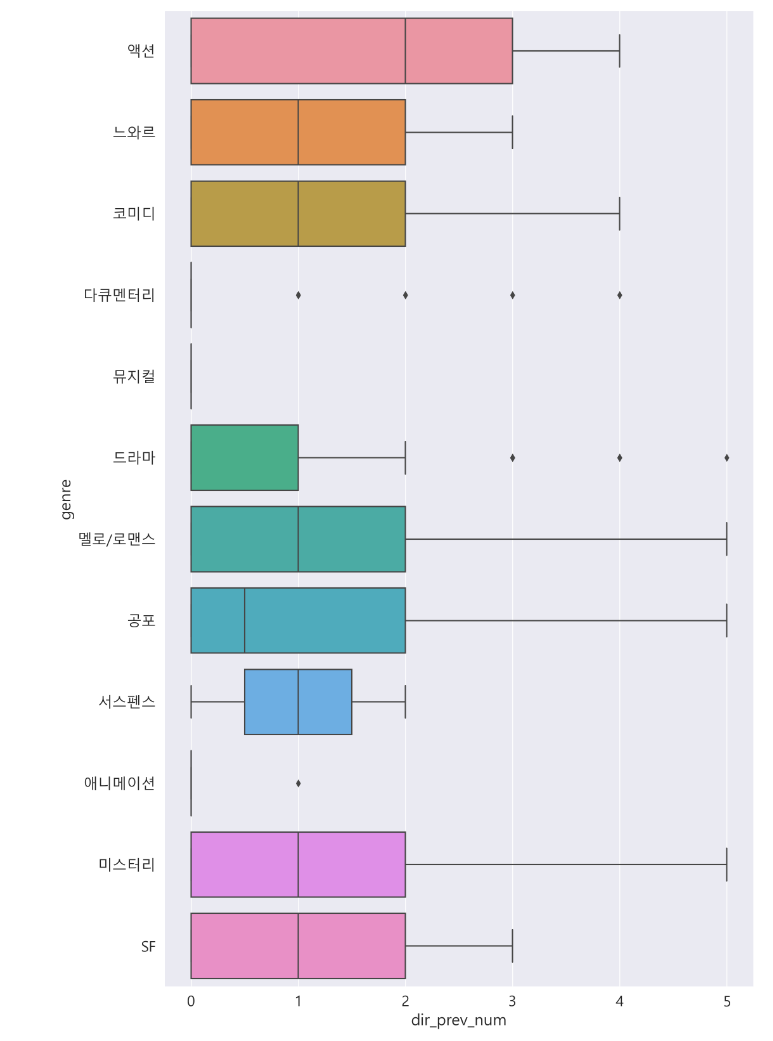 액션
느와르
코미디
다큐멘터리
뮤지컬
드라마
genre
멜로/로맨스
공포
서스펜스
애니메이션
미스터리
SF
0 1 2 3 4 5
dir_prev_num